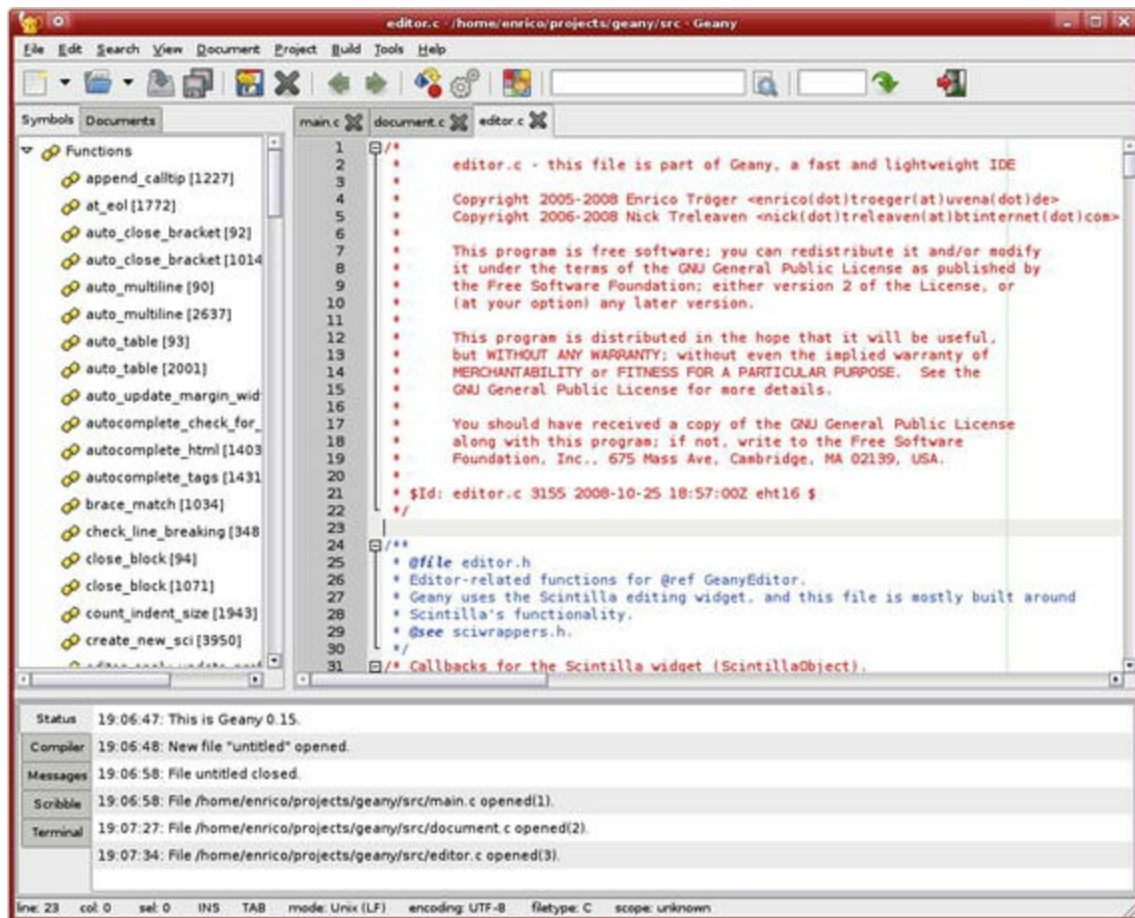 editor.c - /home/enrico/projects/geany/src - Geany
File Edit Search View Document Project Build Tools Help
Symbols Documents
main.c document.c editor.c
Functions
append_calltip [1227]
at_eol [1772]
auto_close_bracket [92]
auto_close_bracket [1014
auto_multiline [90]
auto_multiline [2637]
auto_table [93]
auto_table [2001]
auto_update_margin_wid
autocomplete_check_for_
autocomplete_html [1403
autocomplete_tags [1431
brace_match [1034]
check_line_breaking [348
close_block [94]
close_block [1071]
count_indent_size [1943]
create_new_sci [3950]
1 /*
2 * editor.c - this file is part of Geany, a fast and lightweight IDE
3 *
4 * Copyright 2005-2008 Enrico Tröger <enrico(dot)troeger(at)uvena(dot)de>
5 * Copyright 2006-2008 Nick Treleaven <nick(dot)treleaven(at)btinternet(dot)com>
6 *
7 * This program is free software; you can redistribute it and/or modify
8 * it under the terms of the GNU General Public License as published by
9 * the Free Software Foundation; either version 2 of the License, or
10 * (at your option) any later version.
11 *
12 * This program is distributed in the hope that it will be useful,
13 * but WITHOUT ANY WARRANTY; without even the implied warranty of
14 * MERCHANTABILITY or FITNESS FOR A PARTICULAR PURPOSE. See the
15 * GNU General Public License for more details.
16 *
17 * You should have received a copy of the GNU General Public License
18 * along with this program; if not, write to the Free Software
19 * Foundation, Inc., 675 Mass Ave, Cambridge, MA 02139, USA.
20 *
21 * $Id: editor.c 3155 2008-10-25 18:57:00Z eht16 $
22 */
23
24 /**
25 * @file editor.h
26 * Editor-related functions for @ref GeanyEditor.
27 * Geany uses the Scintilla editing widget, and this file is mostly built around
28 * Scintilla's functionality.
29 * @see sciwrappers.h.
30 */
31 /* Callbacks for the Scintilla widget (ScintillaObject).
Status
Compiler
Messages
Scribble
Terminal
19:06:47: This is Geany 0.15.
19:06:48: New file "untitled" opened.
19:06:58: File untitled closed.
19:06:58: File /home/enrico/projects/geany/src/main.c opened(1).
19:07:27: File /home/enrico/projects/geany/src/document.c opened(2).
19:07:34: File /home/enrico/projects/geany/src/editor.c opened(3).
line: 23 col: 0 sel: 0 INS TAB mode: Unix (LF) encoding: UTF-8 filetype: C scope: unknown